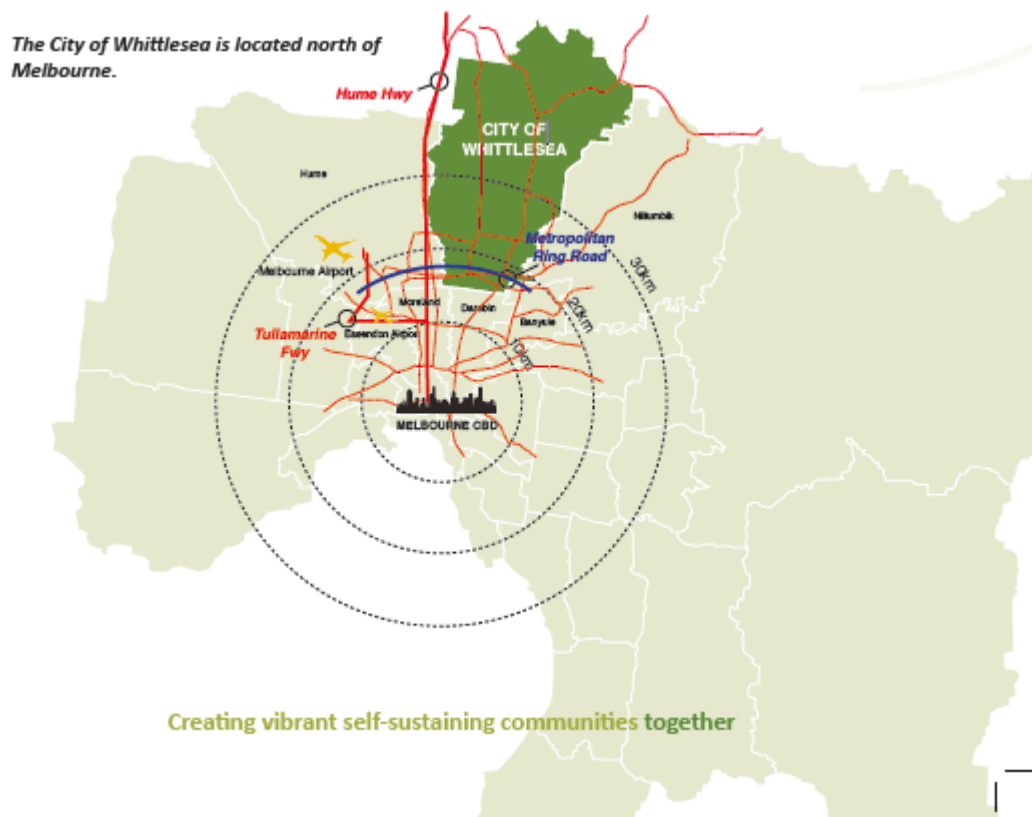 The City of Whittlesea is located north of
Melbourne.
Hume Hwy
CITY OF
WHITTLESEA
Hume
Nillumbik
Metropolitan
Ring Road
30km
Melbourne Airport
20km
Moreland
Darebin
Banyule
Tullamarine
Fwy
Essendon Airport
10km
MELBOURNE CBD
Creating vibrant self-sustaining communities together